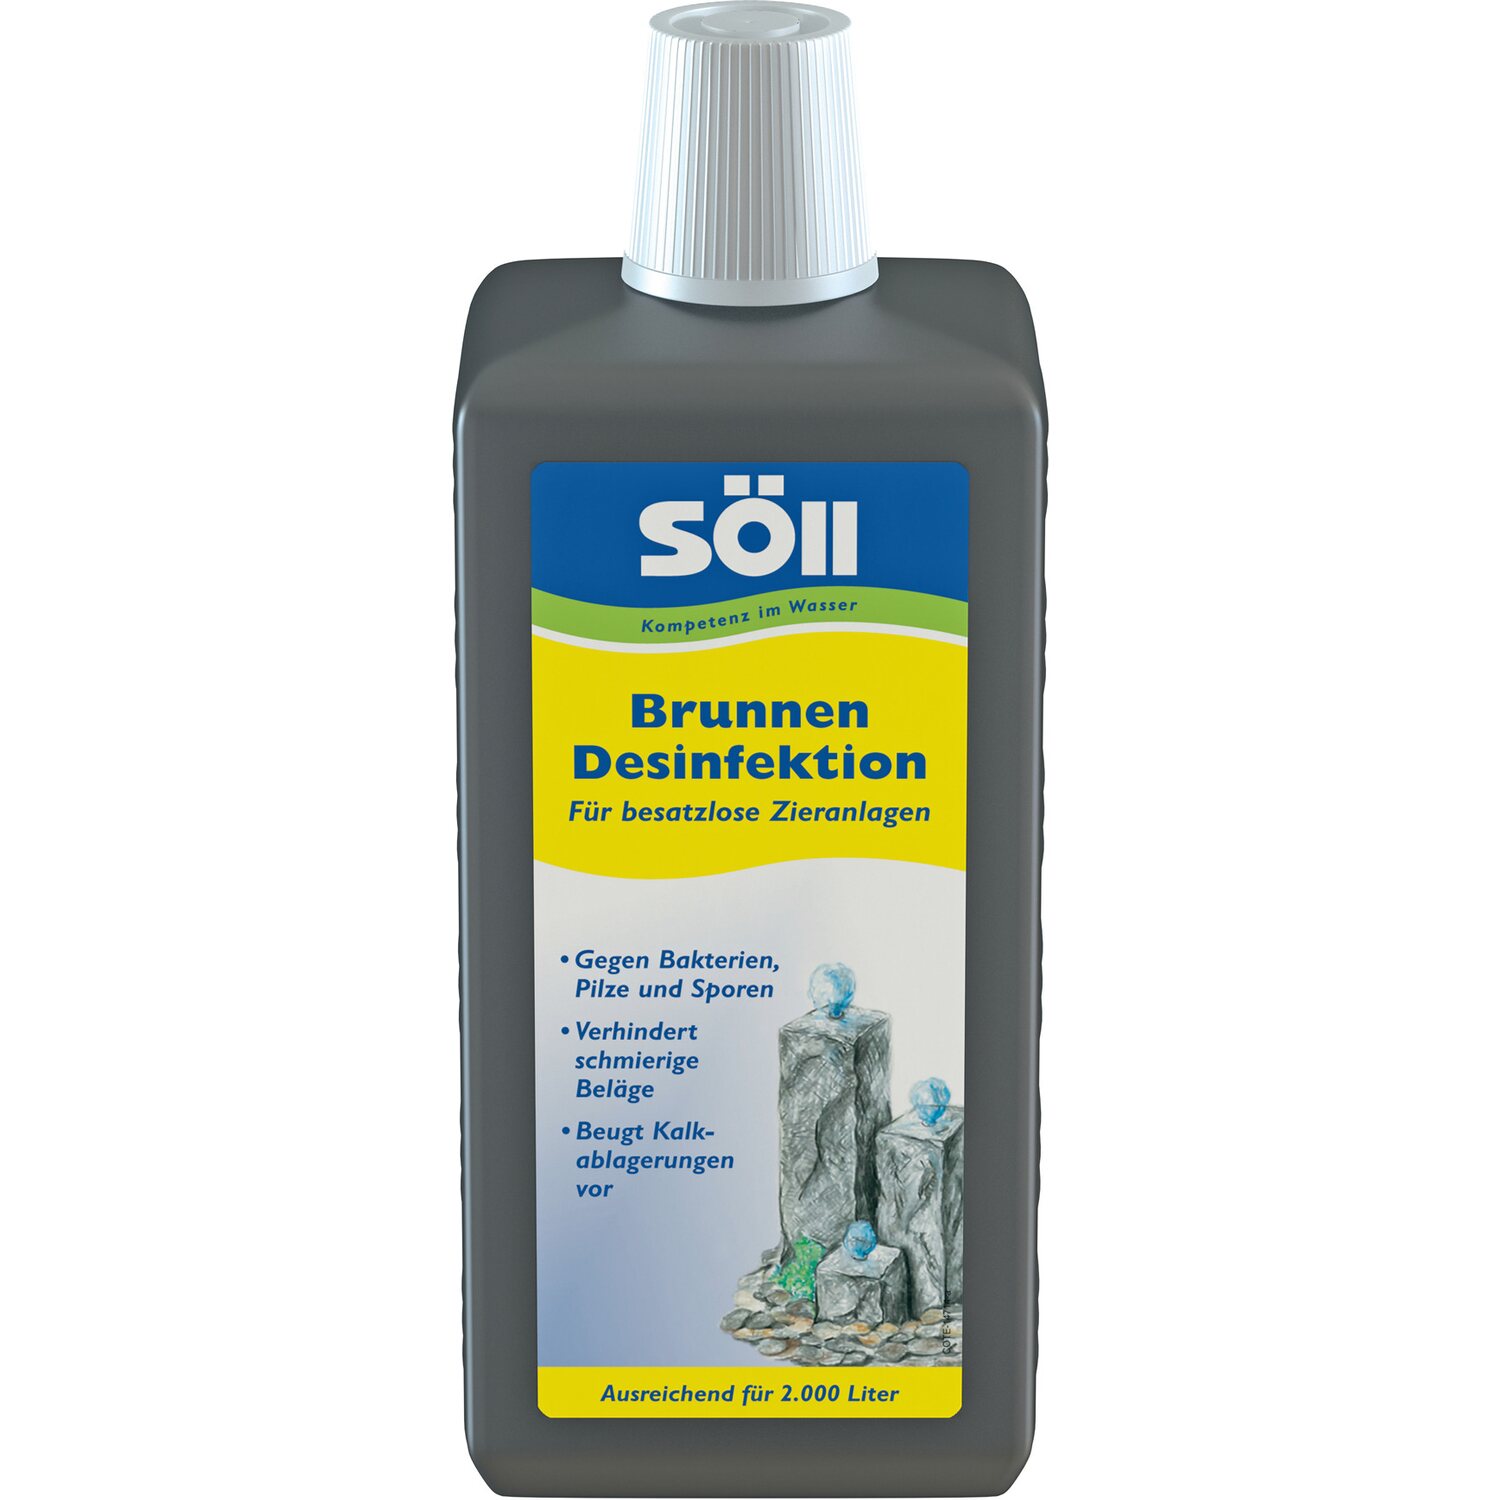 SÖLL
Kompetenz im Wasser
Brunnen
Desinfektion
Für besatzlose Zieranlagen
• Gegen Bakterien,
Pilze und Sporen
• Verhindert
schmierige
Beläge
• Beugt Kalk-
ablagerungen
vor
Ausreichend für 2.000 Liter